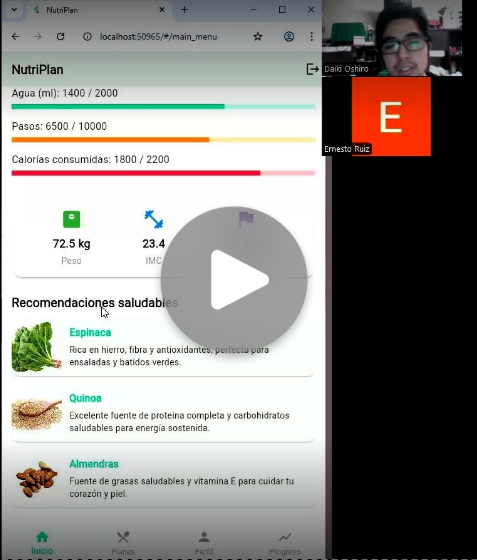 NutriPlan
localhost:50965/#/main_menu
NutriPlan
Daiki Oshiro
Agua (ml): 1400 / 2000
E
Pasos: 6500 / 10000
Ernesto Ruiz
Calorías consumidas: 1800 / 2200
72.5 kg
23.4
Peso
IMC
Recomendaciones saludables
Espinaca
Rica en hierro, fibra y antioxidantes, perfecta para
ensaladas y batidos verdes.
Quinoa
Excelente fuente de proteína completa y carbohidratos
saludables para energía sostenida.
Almendras
Fuente de grasas saludables y vitamina E para cuidar tu
corazón y piel.
Inicio
Planes
Perfil
Progreso